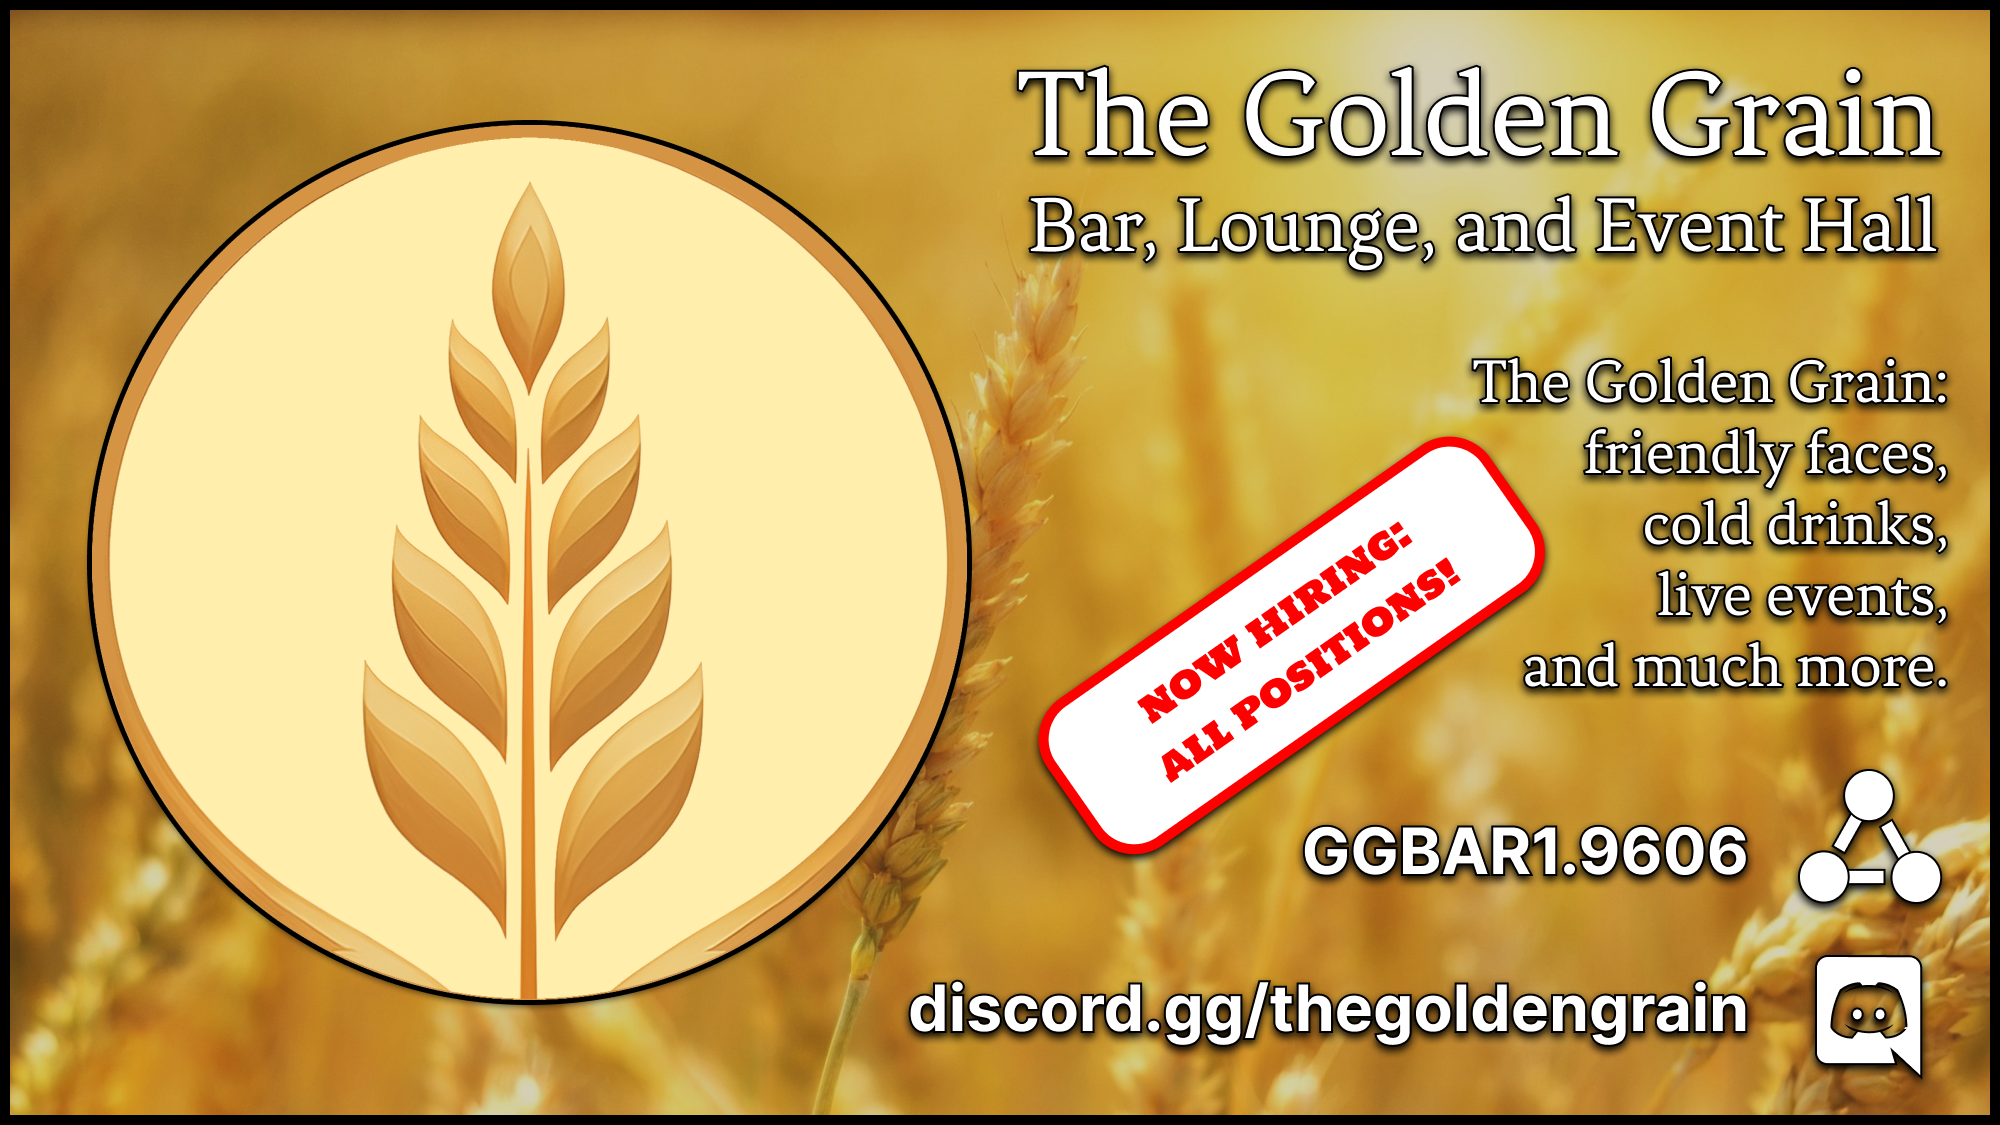 The Golden Grain
Bar, Lounge, and Event Hall
The Golden Grain:
friendly faces,
cold drinks,
live events,
and much more.
NOW HIRING:
ALL POSITIONS!
GGBAR1.9606
discord.gg/thegoldengrain